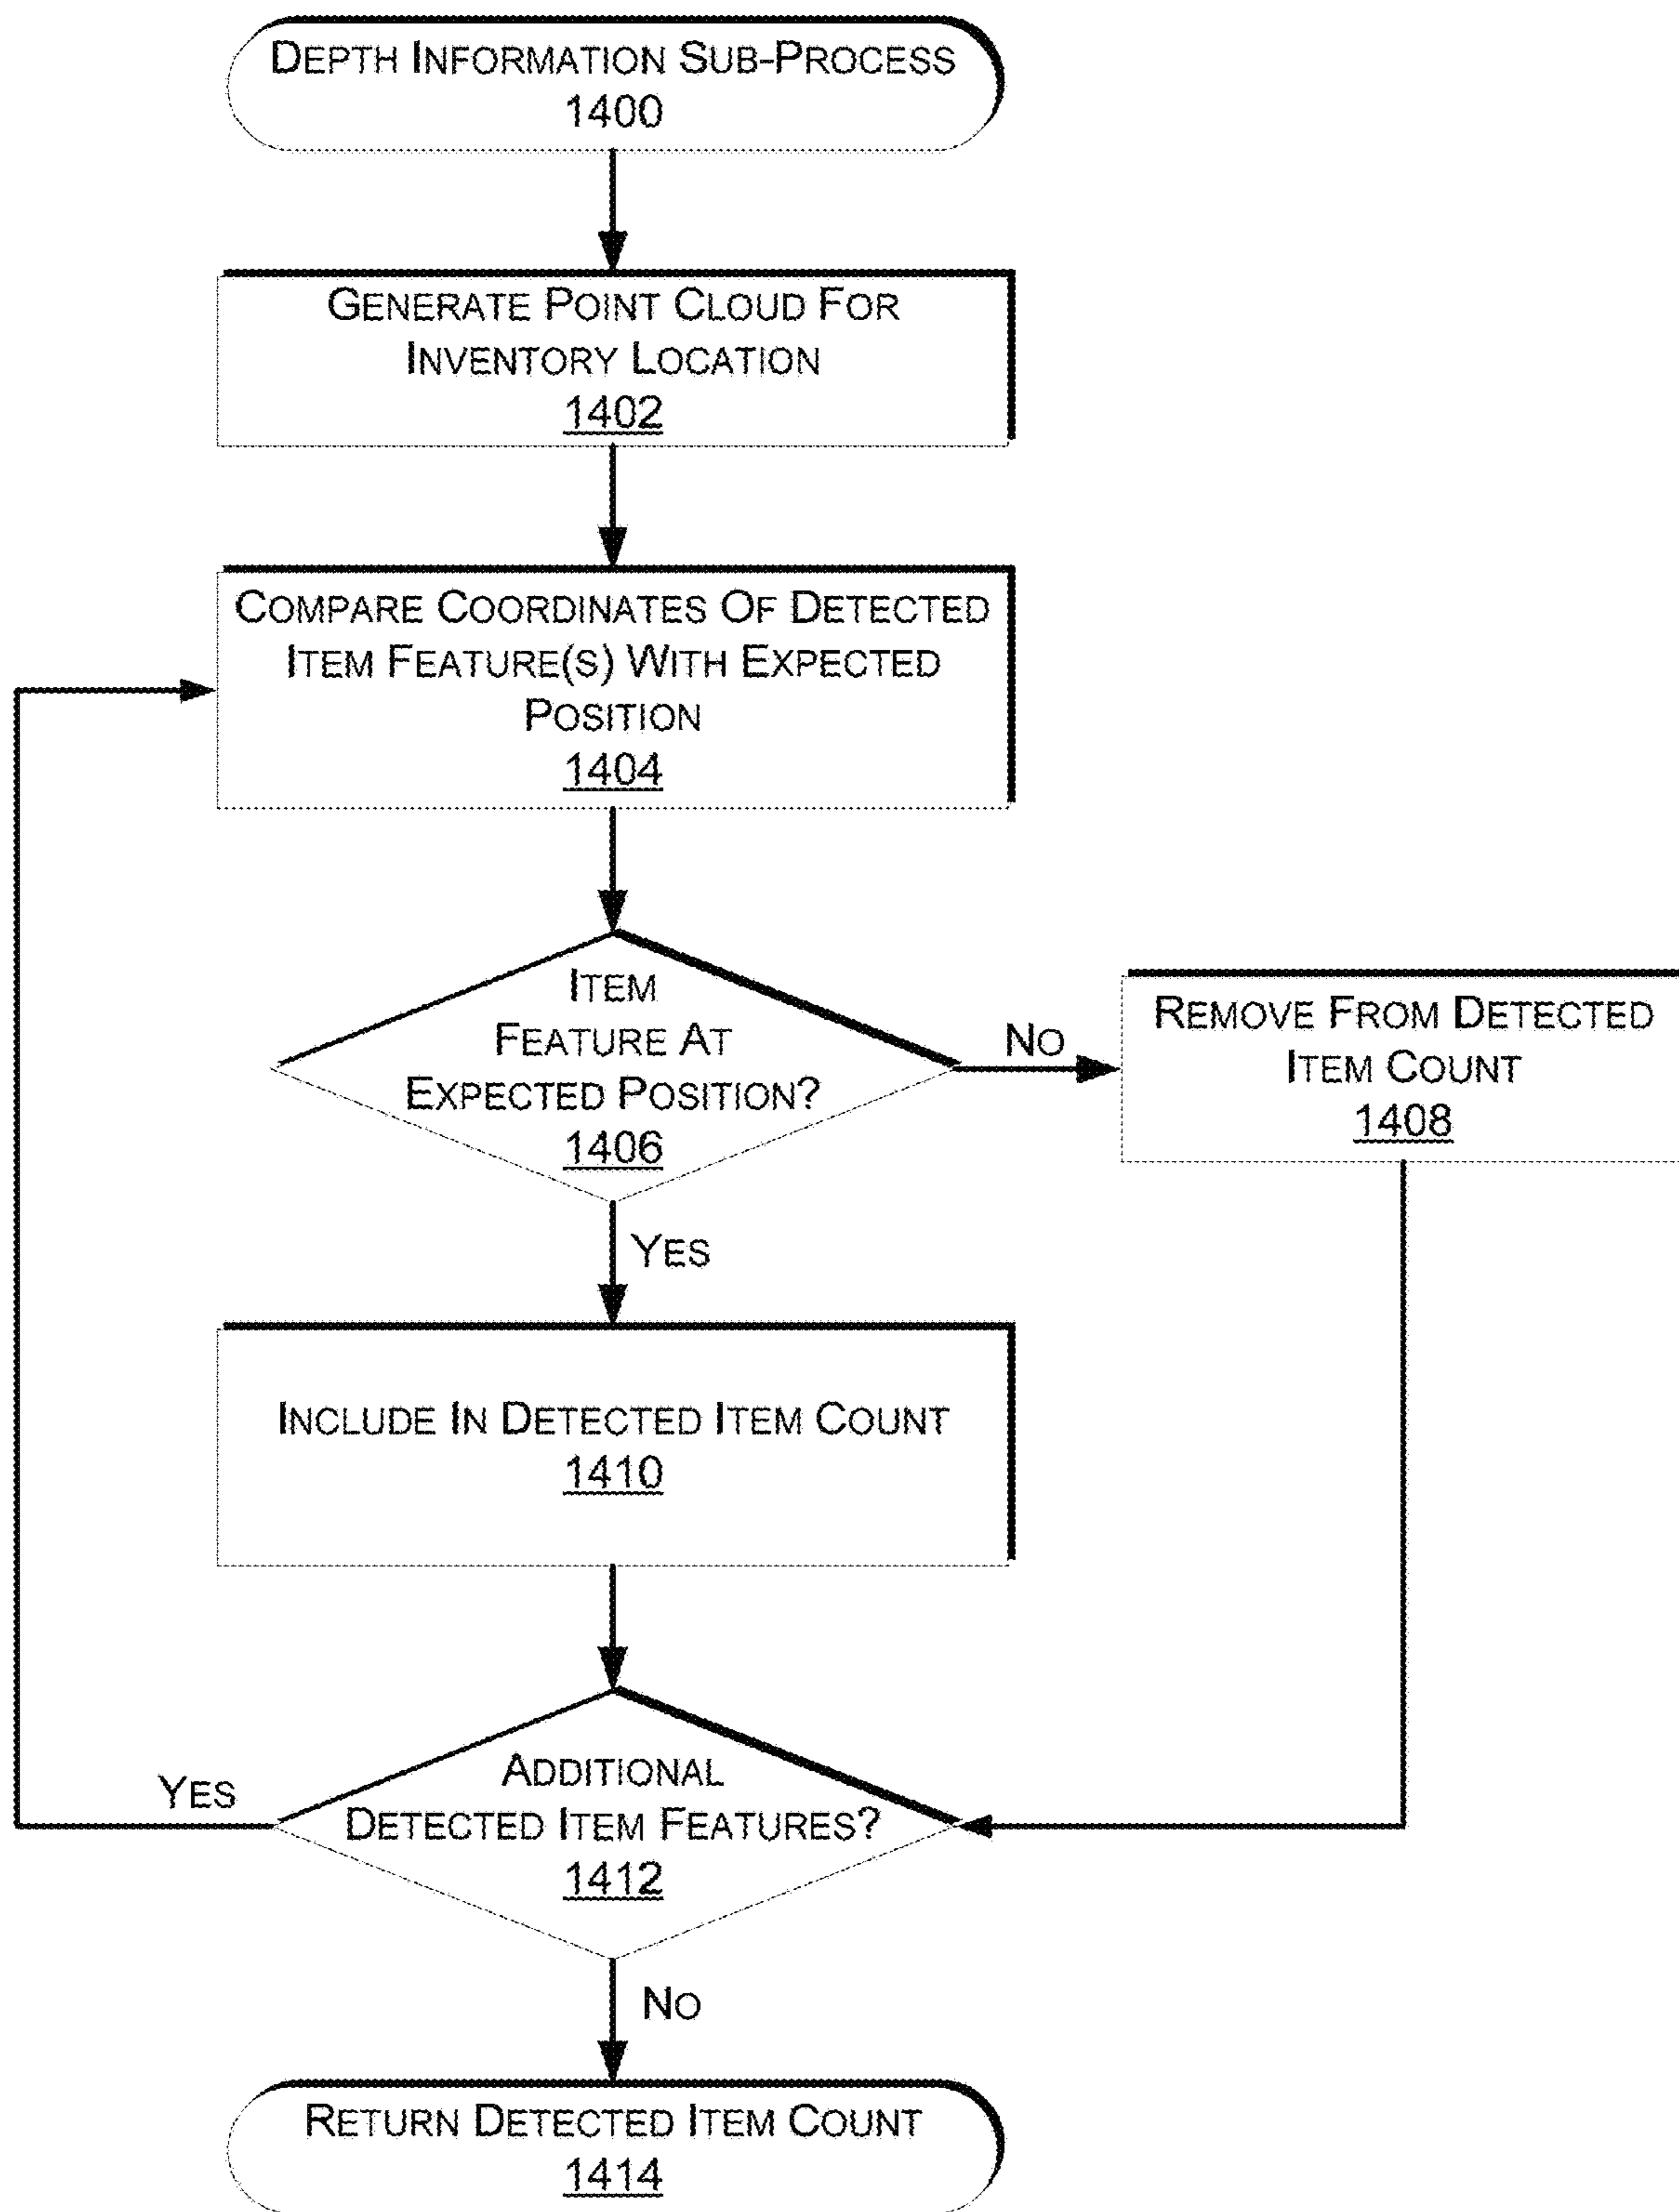 DEPTH INFORMATION SUB-PROCESS
1400
GENERATE POINT CLOUD FOR
INVENTORY LOCATION
1402
COMPARE COORDINATES OF DETECTED
ITEM FEATURE(S) WITH EXPECTED
POSITION
1404
ITEM
FEATURE AT
EXPECTED POSITION?
1406
NO
REMOVE FROM DETECTED
ITEM COUNT
1408
YES
INCLUDE IN DETECTED ITEM COUNT
1410
ADDITIONAL
DETECTED ITEM FEATURES?
1412
YES
NO
RETURN DETECTED ITEM COUNT
1414